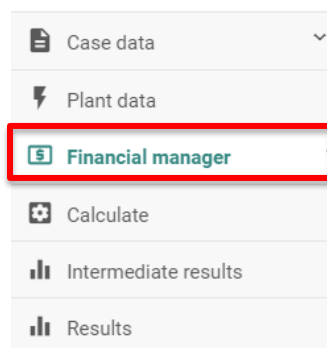 Case data
Plant data
Financial manager
Calculate
Intermediate results
Results